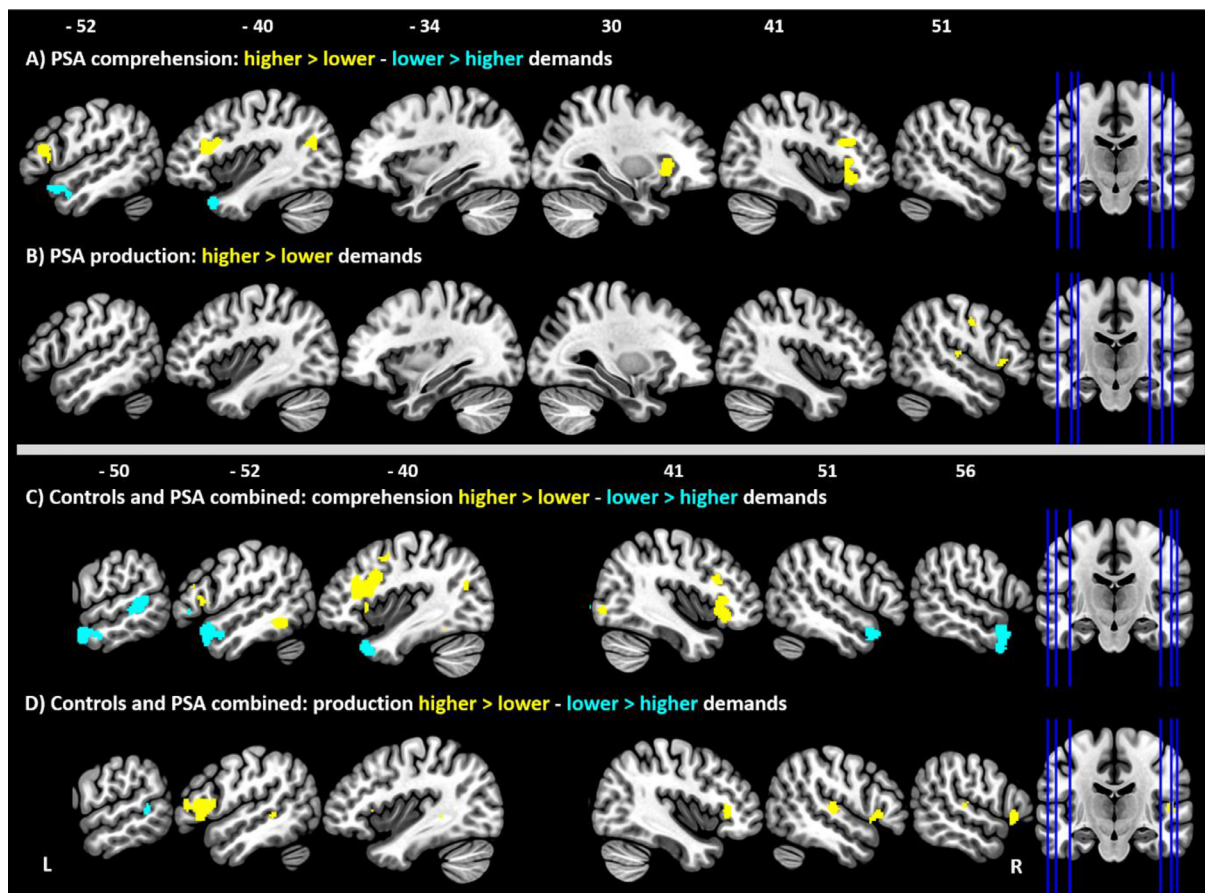 - 52 - 40 - 34 30 41 51
A) PSA comprehension: higher > lower - lower > higher demands
B) PSA production: higher > lower demands
- 50 - 52 - 40 41 51 56
C) Controls and PSA combined: comprehension higher > lower - lower > higher demands
D) Controls and PSA combined: production higher > lower - lower > higher demands
L R